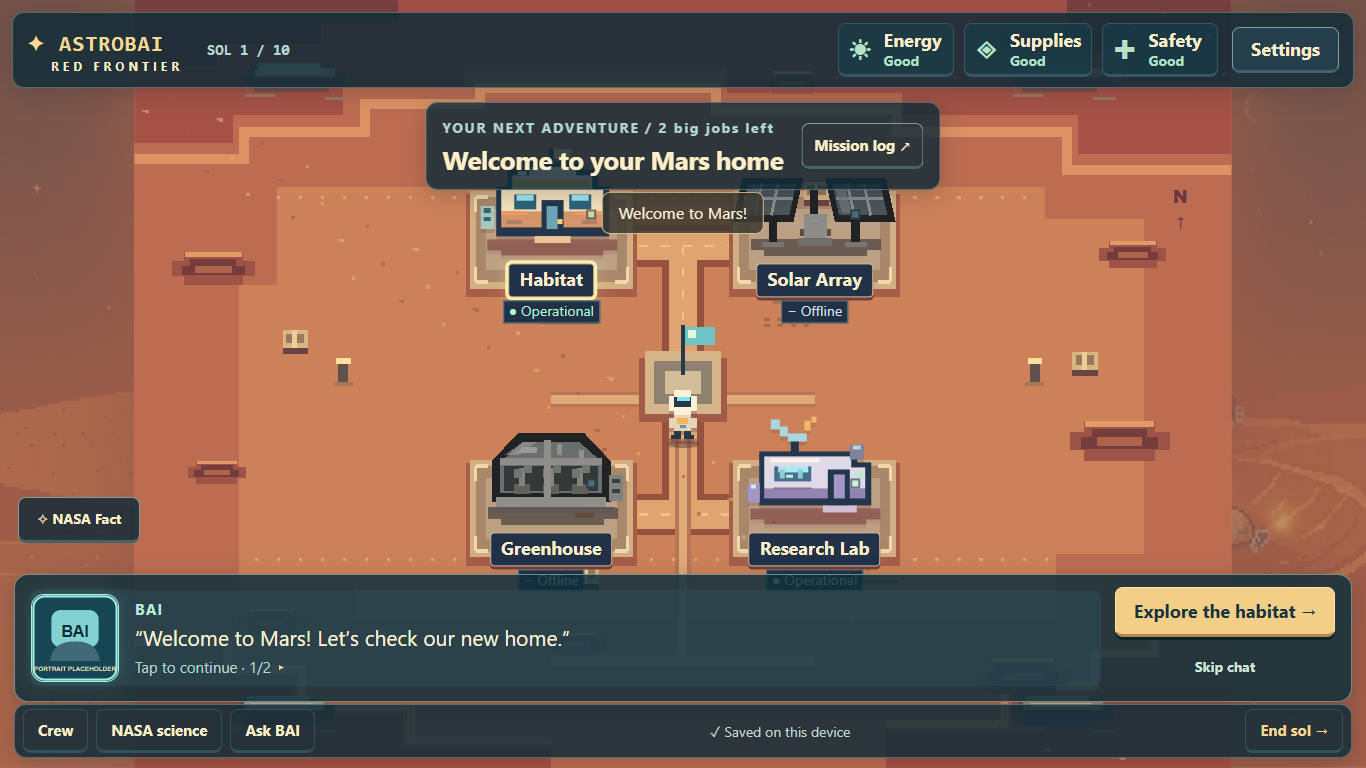 ✦ ASTROBAI
RED FRONTIER
SOL 1 / 10
Energy
Good
Supplies
Good
Safety
Good
Settings
YOUR NEXT ADVENTURE / 2 big jobs left
Welcome to your Mars home
Mission log ↗
Welcome to Mars!
N
↑
Habitat
• Operational
Solar Array
– Offline
Greenhouse
– Offline
Research Lab
• Operational
✧ NASA Fact
BAI
PORTRAIT PLACEHOLDER
BAI
“Welcome to Mars! Let’s check our new home.”
Tap to continue · 1/2 ▸
Explore the habitat →
Skip chat
Crew
NASA science
Ask BAI
✓ Saved on this device
End sol →